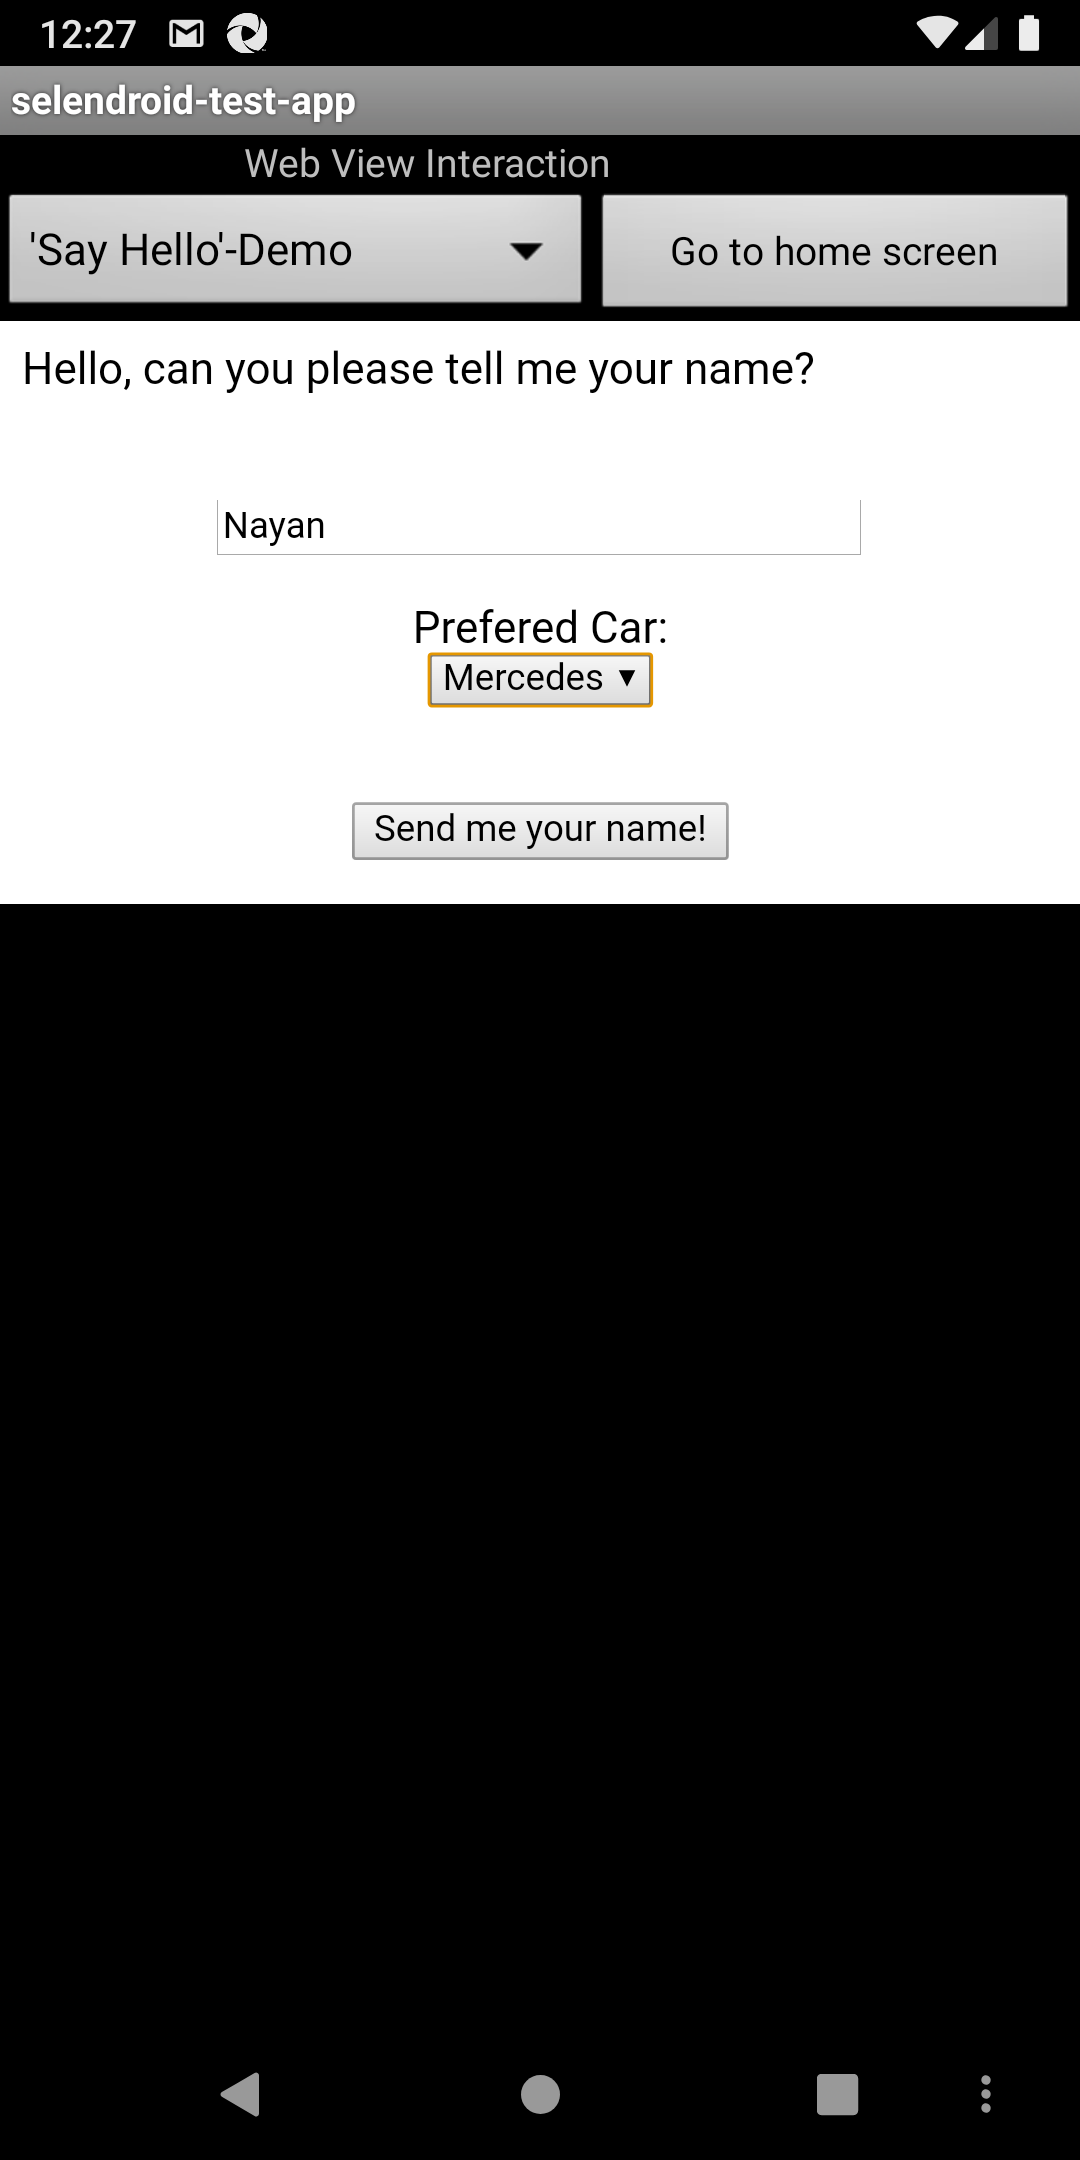 12:27
selendroid-test-app
Web View Interaction
'Say Hello'-Demo
Go to home screen
Hello, can you please tell me your name?
Nayan
Prefered Car:
Mercedes ▼
Send me your name!